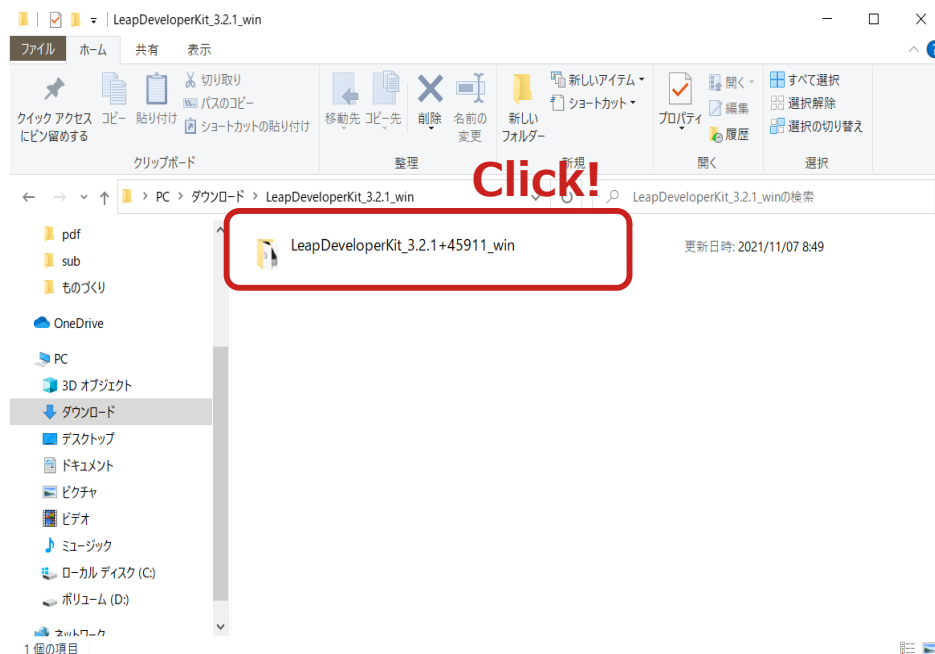 LeapDeveloperKit_3.2.1_win
ファイル ホーム 共有 表示
クイック アクセス
にピン留めする
コピー
貼り付け
切り取り
パスのコピー
ショートカットの貼り付け
クリップボード
移動先
コピー先
削除
名前の
変更
整理
新しい
フォルダー
新しいアイテム
ショートカット
新規
プロパティ
開く
編集
履歴
開く
すべて選択
選択解除
選択の切り替え
選択
Click!
PC ダウンロード LeapDeveloperKit_3.2.1_win
LeapDeveloperKit_3.2.1_winの検索
LeapDeveloperKit_3.2.1+45911_win
更新日時: 2021/11/07 8:49
pdf
sub
ものづくり
OneDrive
PC
3D オブジェクト
ダウンロード
デスクトップ
ドキュメント
ピクチャ
ビデオ
ミュージック
ローカル ディスク (C:)
ボリューム (D:)
ネットワーク
1 個の項目